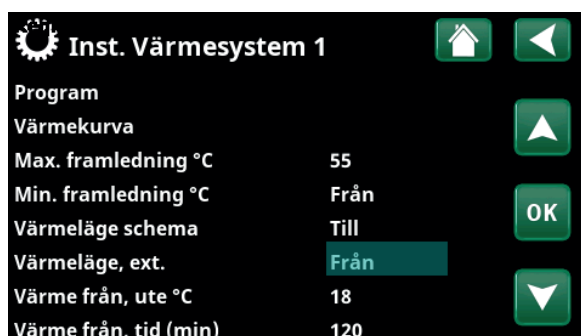 Inst. Värmesystem 1
Program
Värmekurva
Max. framledning °C 55
Min. framledning °C Från
Värmeläge schema Till
Värmeläge, ext. Från
OK
Värme från, ute °C 18
Värme från, tid (min) 120